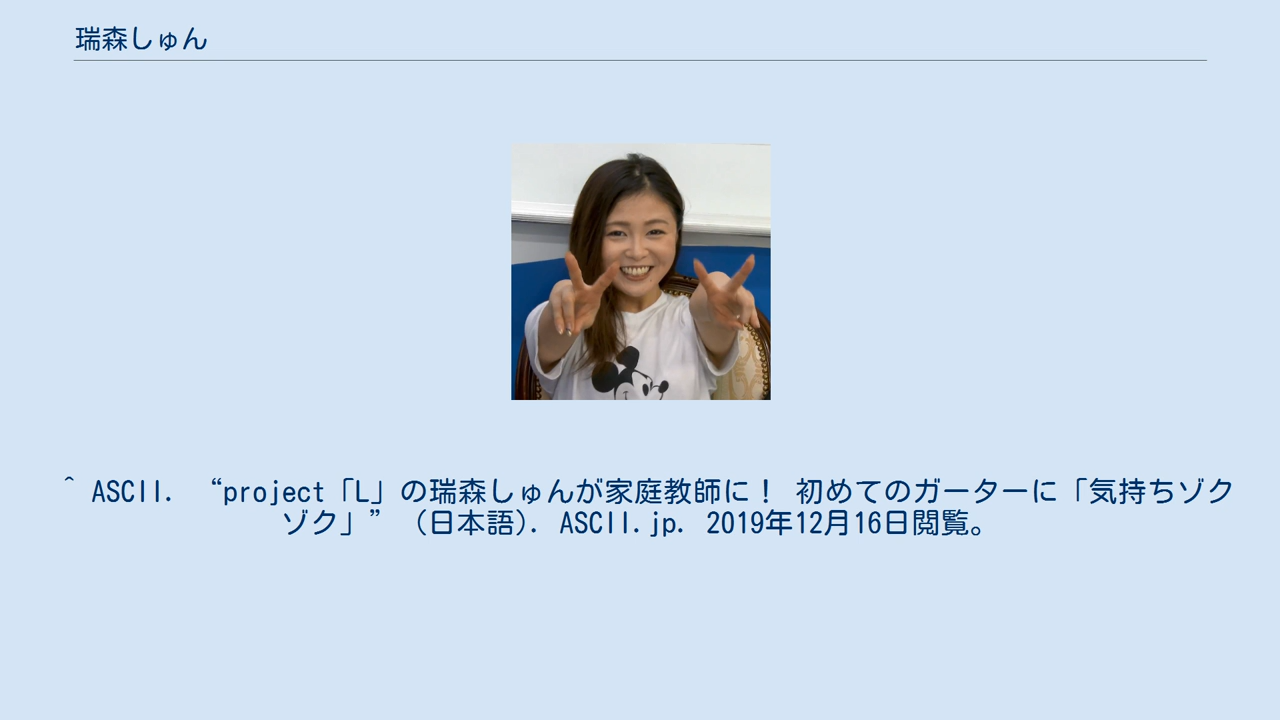 瑞森しゅん
^ ASCII. “project「L」の瑞森しゅんが家庭教師に！ 初めてのガーターに「気持ちゾク
ゾク」” (日本語). ASCII.jp. 2019年12月16日閲覧。